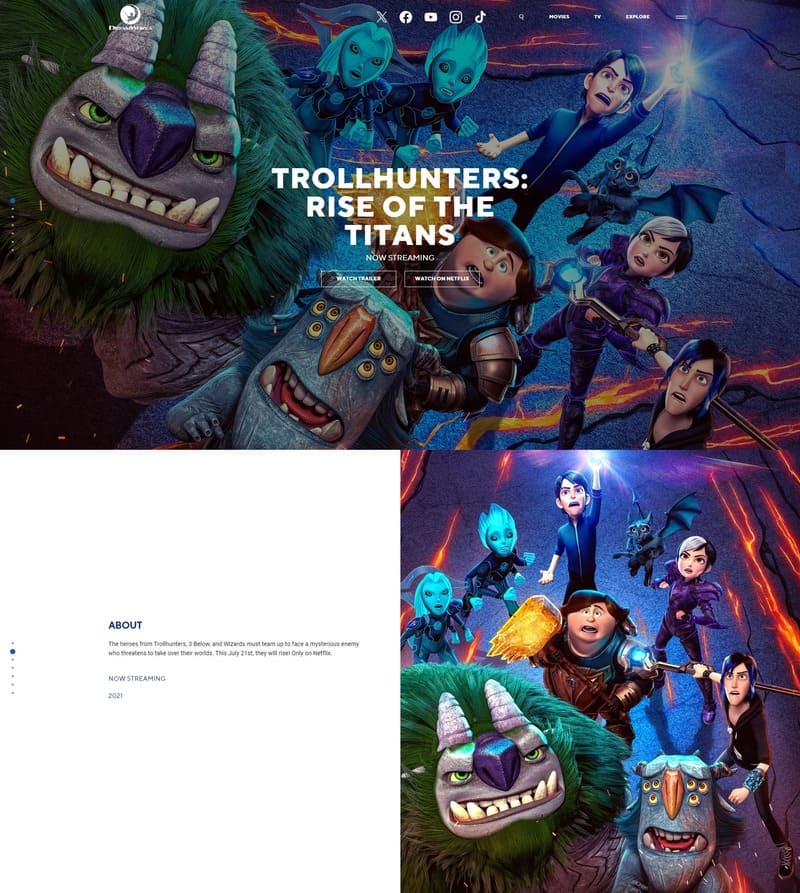 DREAMWORKS
MOVIES
TV
EXPLORE
TROLLHUNTERS:
RISE OF THE
TITANS
NOW STREAMING
WATCH TRAILER
WATCH ON NETFLIX
ABOUT
The heroes from Trollhunters, 3 Below, and Wizards must team up to face a mysterious enemy
who threatens to take over their worlds. This July 21st, they will rise! Only on Netflix.
NOW STREAMING
2021